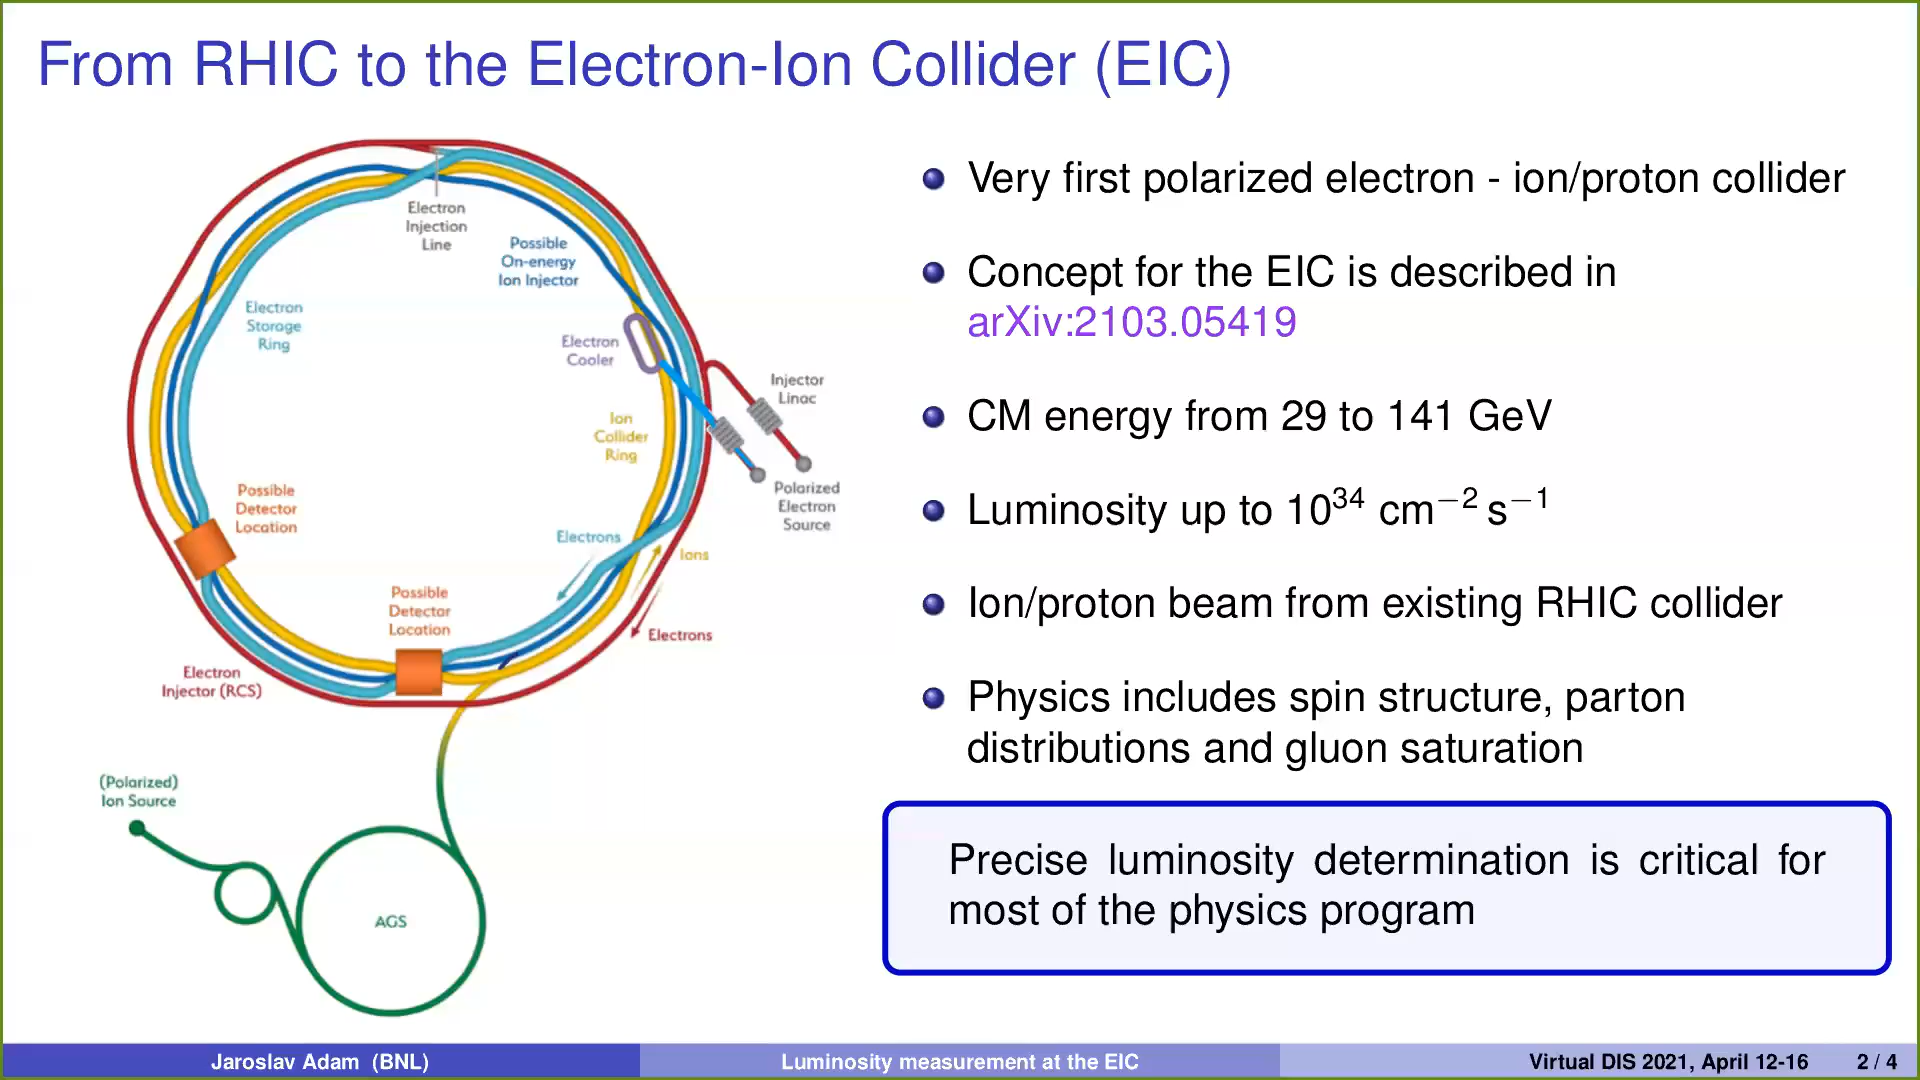 From RHIC to the Electron-Ion Collider (EIC)
Electron
Injection
Line
Possible
On-energy
Ion Injector
Electron
Storage
Ring
Electron
Cooler
Injector
Linac
Ion
Collider
Ring
Polarized
Electron
Source
Possible
Detector
Location
Electrons
Ions
Possible
Detector
Location
Electrons
Electron
Injector (RCS)
(Polarized)
Ion Source
AGS
Very first polarized electron - ion/proton collider
Concept for the EIC is described in
arXiv:2103.05419
CM energy from 29 to 141 GeV
Luminosity up to 10³⁴ cm⁻² s⁻¹
Ion/proton beam from existing RHIC collider
Physics includes spin structure, parton
distributions and gluon saturation
Precise luminosity determination is critical for
most of the physics program
Jaroslav Adam (BNL)
Luminosity measurement at the EIC
Virtual DIS 2021, April 12-16
2 / 4